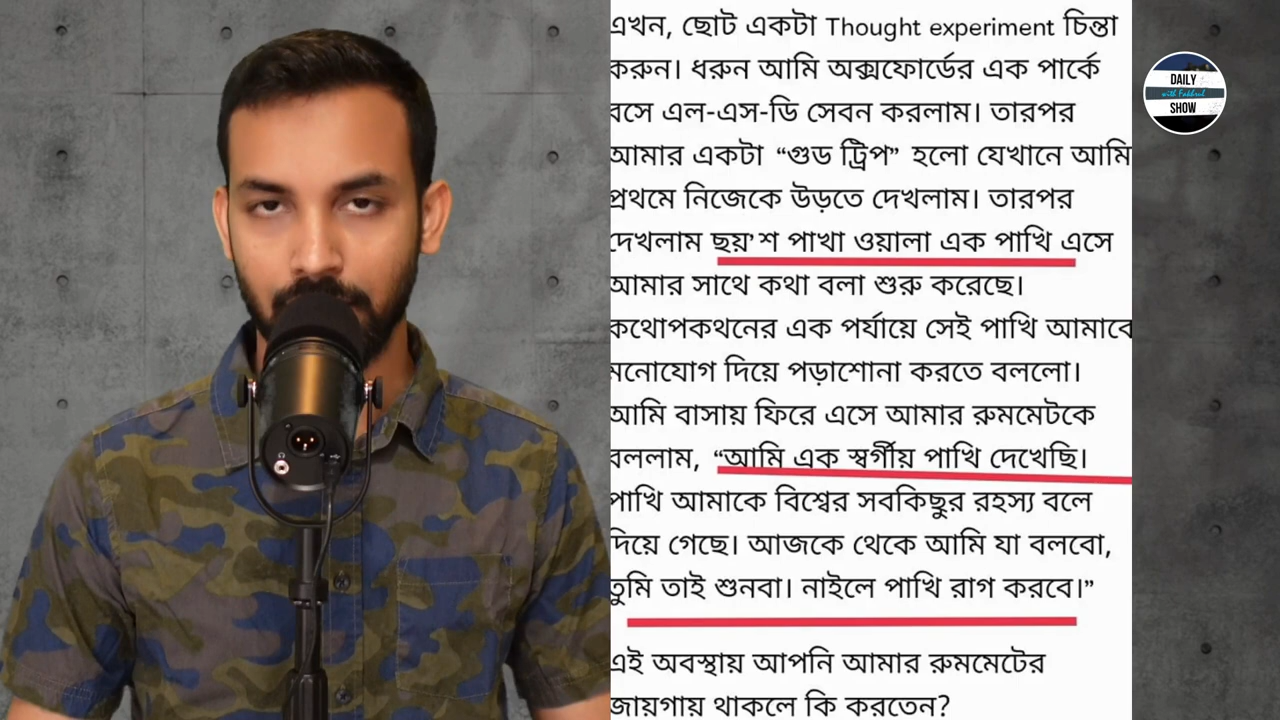 এখন, ছোট একটা Thought experiment চিন্তা
করুন। ধরুন আমি অক্সফোর্ডের এক পার্কে
বসে এল-এস-ডি সেবন করলাম। তারপর
আমার একটা “গুড ট্রিপ” হলো যেখানে আমি
প্রথমে নিজেকে উড়তে দেখলাম। তারপর
দেখলাম ছয়'শ পাখা ওয়ালা এক পাখি এসে
আমার সাথে কথা বলা শুরু করেছে।
কথোপকথনের এক পর্যায়ে সেই পাখি আমাকে
মনোযোগ দিয়ে পড়াশোনা করতে বললো।
আমি বাসায় ফিরে এসে আমার রুমমেটকে
বললাম, “আমি এক স্বর্গীয় পাখি দেখেছি।
পাখি আমাকে বিশ্বের সবকিছুর রহস্য বলে
দিয়ে গেছে। আজকে থেকে আমি যা বলবো,
তুমি তাই শুনবা। নাইলে পাখি রাগ করবে।”
এই অবস্থায় আপনি আমার রুমমেটের
জায়গায় থাকলে কি করতেন?
DAILY
with Fakhrul
SHOW